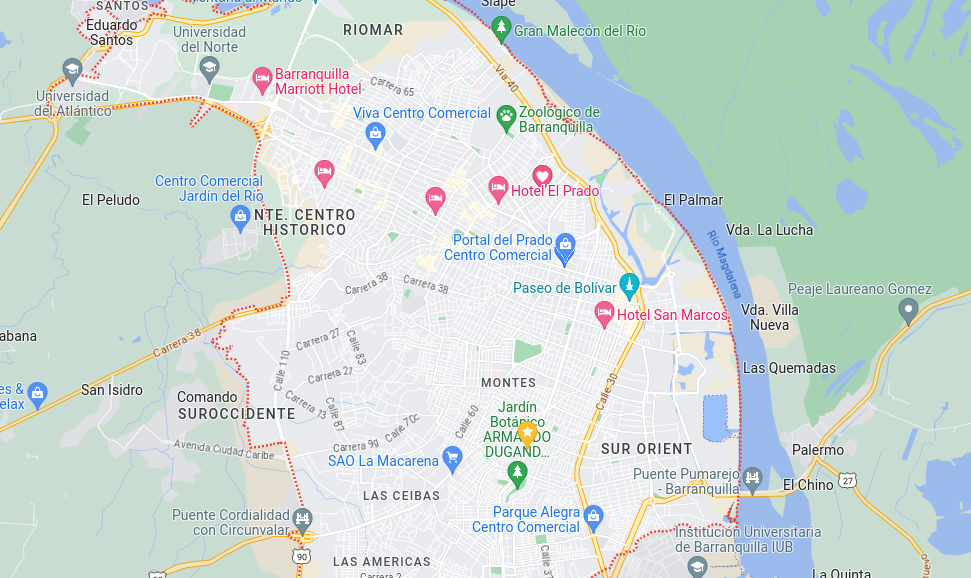 SANTOS
Siape
Eduardo
Santos
Universidad
del Norte
RIOMAR
Gran Malecón del Río
Universidad
del Atlántico
Barranquilla
Marriott Hotel
Carrera 65
Vía 40
Viva Centro Comercial
Zoológico de
Barranquilla
Centro Comercial
Jardín del Río
El Peludo
Hotel El Prado
El Palmar
NTE. CENTRO
HISTORICO
Vda. La Lucha
Portal del Prado
Centro Comercial
Río Magdalena
Paseo de Bolívar
Peaje Laureano Gomez
Carrera 38
Carrera 38
Hotel San Marcos
Vda. Villa
Nueva
abana
Carrera 38
Carrera 27
Calle 83
Calle 110
Carrera 21
Las Quemadas
MONTES
Calle 30
es &
elax
San Isidro
Comando
SUROCCIDENTE
Carrera 13
Calle 81
Calle 70c
Calle 60
Jardín
Botánico
ARMANDO
DUGAND...
Avenida Ciudad Caribe
Carrera 9g
SAO La Macarena
SUR ORIENT
Palermo
Puente Pumarejo
- Barranquilla
El Chino
27
LAS CEIBAS
Puente Cordialidad
con Circunvalar
Parque Alegra
Centro Comercial
Institución Universitaria
de Barranquilla IUB
90
LAS AMERICAS
Carrera 2
Calle 37
La Quinta